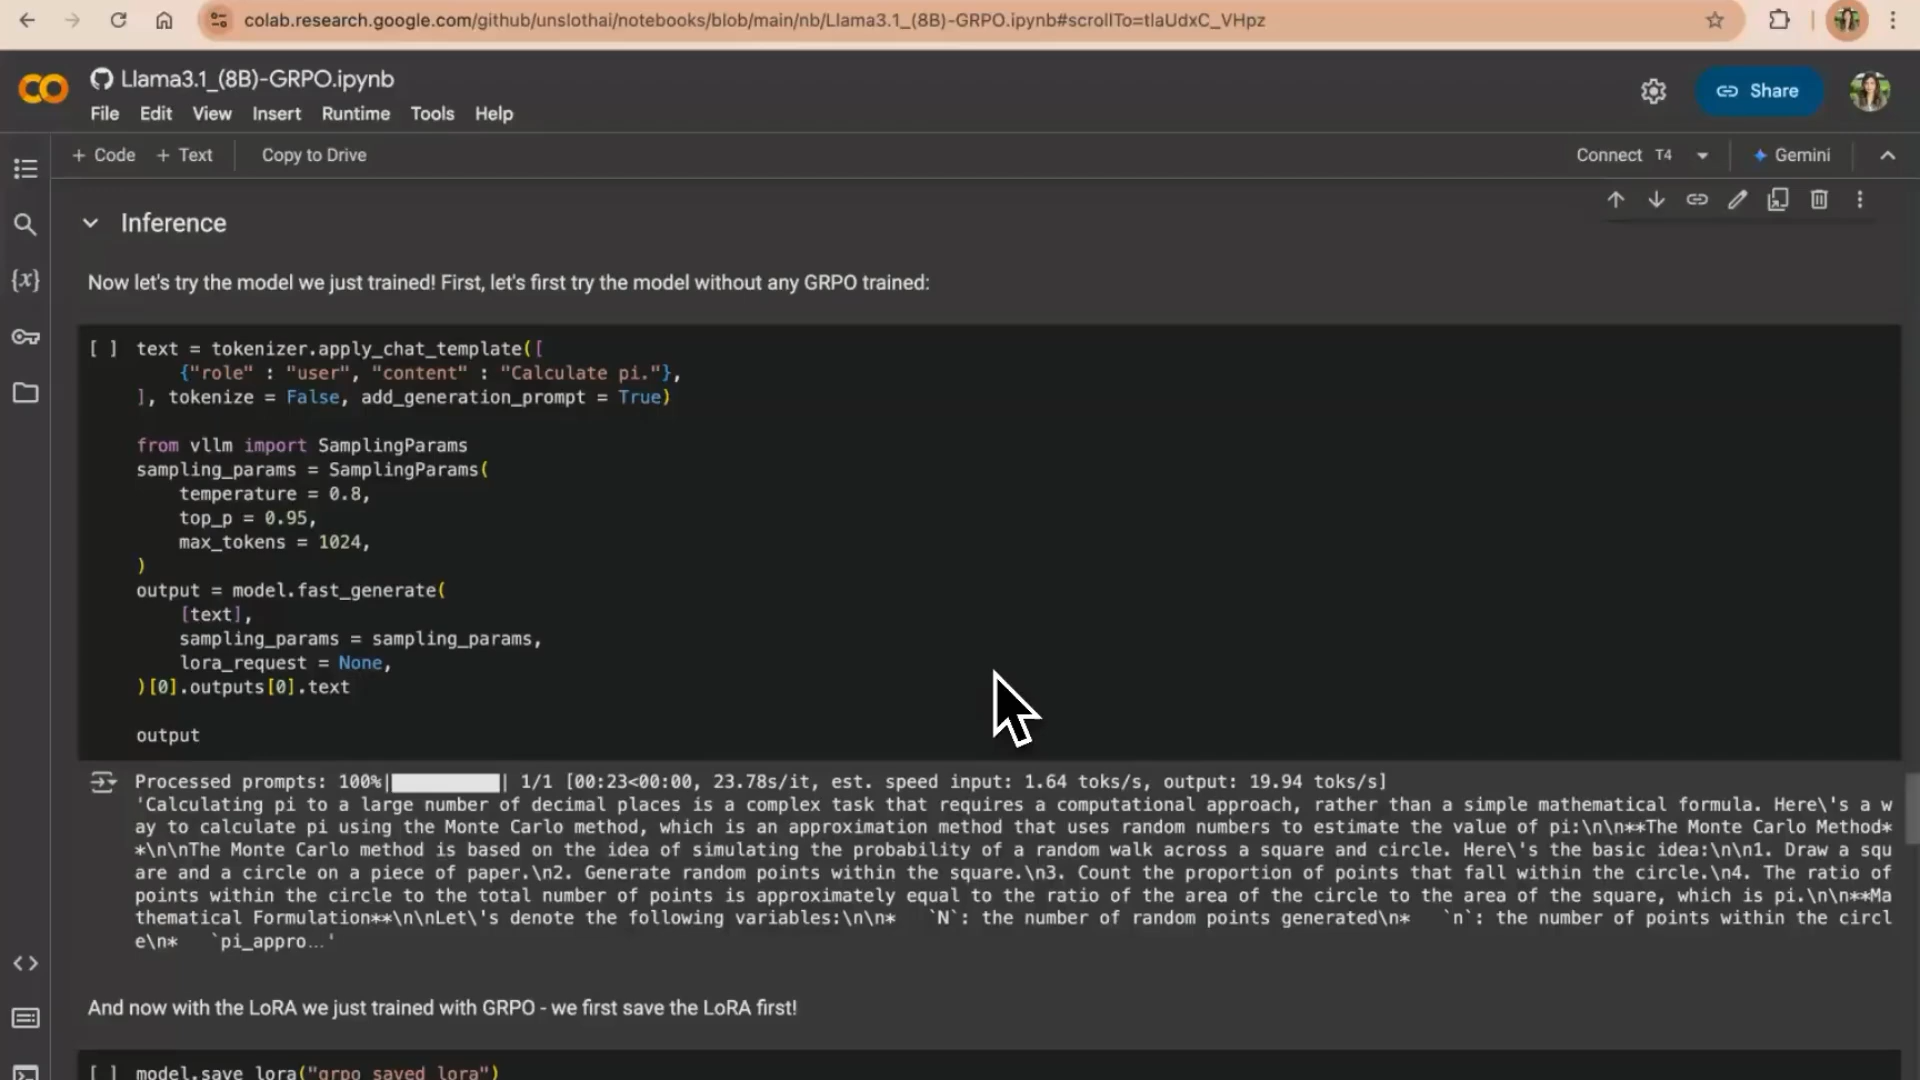 colab.research.google.com/github/unslothai/notebooks/blob/main/nb/Llama3.1_(8B)-GRPO.ipynb#scrollTo=tlaUdxC_VHpz
Llama3.1_(8B)-GRPO.ipynb
File Edit View Insert Runtime Tools Help
Share
+ Code + Text Copy to Drive
Connect T4 Gemini
Inference
Now let's try the model we just trained! First, let's first try the model without any GRPO trained:
[ ] text = tokenizer.apply_chat_template([
{"role" : "user", "content" : "Calculate pi."},
], tokenize = False, add_generation_prompt = True)
from vllm import SamplingParams
sampling_params = SamplingParams(
temperature = 0.8,
top_p = 0.95,
max_tokens = 1024,
)
output = model.fast_generate(
[text],
sampling_params = sampling_params,
lora_request = None,
)[0].outputs[0].text
output
Processed prompts: 100%| | 1/1 [00:23<00:00, 23.78s/it, est. speed input: 1.64 toks/s, output: 19.94 toks/s]
'Calculating pi to a large number of decimal places is a complex task that requires a computational approach, rather than a simple mathematical formula. Here\'s a w
ay to calculate pi using the Monte Carlo method, which is an approximation method that uses random numbers to estimate the value of pi:\n\n**The Monte Carlo Method*
*\n\nThe Monte Carlo method is based on the idea of simulating the probability of a random walk across a square and circle. Here\'s the basic idea:\n\n1. Draw a squ
are and a circle on a piece of paper.\n2. Generate random points within the square.\n3. Count the proportion of points that fall within the circle.\n4. The ratio of
points within the circle to the total number of points is approximately equal to the ratio of the area of the circle to the area of the square, which is pi.\n\n**Ma
thematical Formulation**\n\nLet\'s denote the following variables:\n\n*   `N`: the number of random points generated\n*   `n`: the number of points within the circl
e\n*   `pi_appro...'
And now with the LoRA we just trained with GRPO - we first save the LoRA first!
[ ] model.save_lora("grpo_saved_lora")